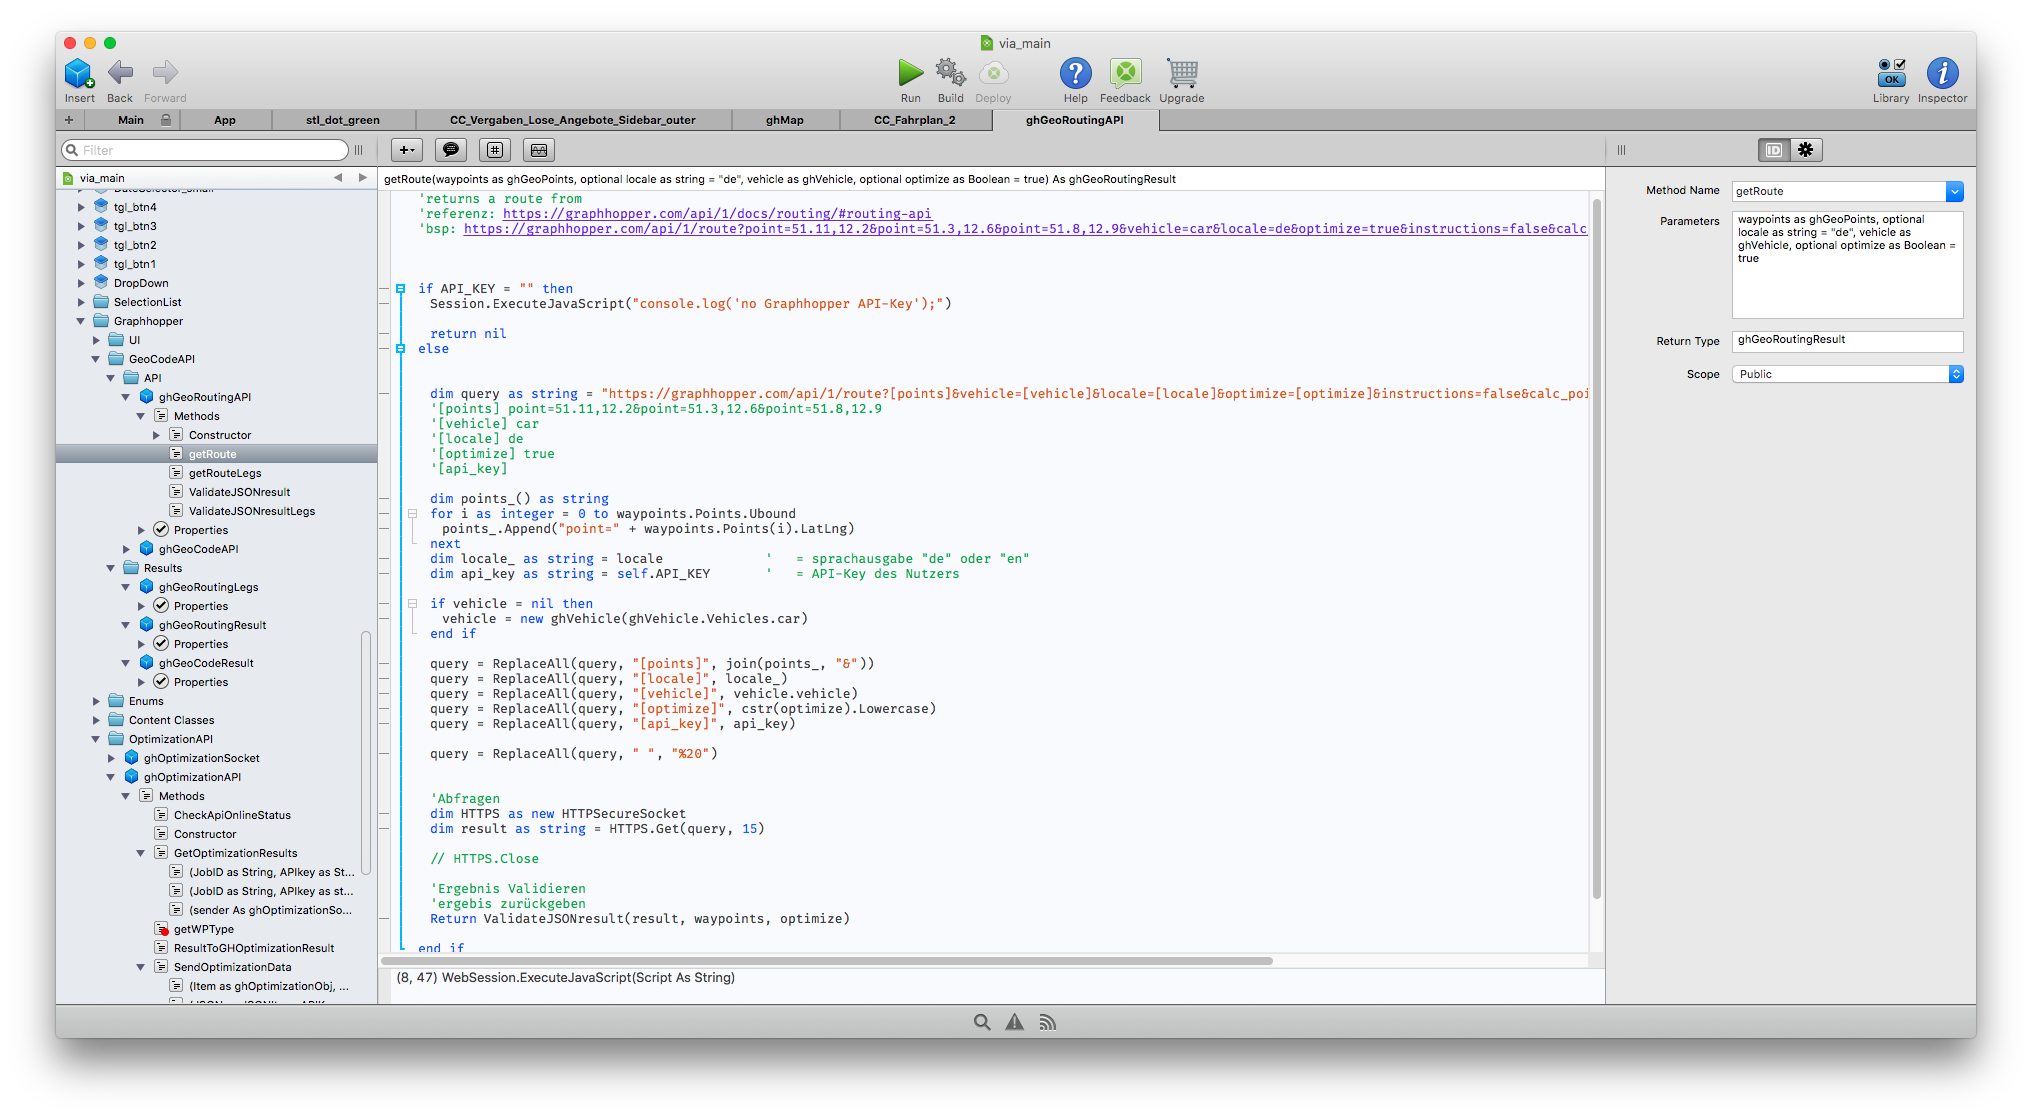 via_main
Insert Back Forward Run Build Deploy Help Feedback Upgrade OK Library Inspector
+ Main App stl_dot_green CC_Vergaben_Lose_Angebote_Sidebar_outer ghMap CC_Fahrplan_2 ghGeoRoutingAPI
Filter
via_main
DateSelector_small
tgl_btn4
tgl_btn3
tgl_btn2
tgl_btn1
DropDown
SelectionList
Graphhopper
UI
GeoCodeAPI
API
ghGeoRoutingAPI
Methods
Constructor
getRoute
getRouteLegs
ValidateJSONresult
ValidateJSONresultLegs
Properties
ghGeoCodeAPI
Results
ghGeoRoutingLegs
Properties
ghGeoRoutingResult
Properties
ghGeoCodeResult
Properties
Enums
Content Classes
OptimizationAPI
ghOptimizationSocket
ghOptimizationAPI
Methods
CheckApiOnlineStatus
Constructor
GetOptimizationResults
(JobID as String, APIkey as St...
(JobID as String, APIkey as st...
(sender As ghOptimizationSo...
getWPType
ResultToGHOptimizationResult
SendOptimizationData
(Item as ghOptimizationObj, ...
getRoute(waypoints as ghGeoPoints, optional locale as string = "de", vehicle as ghVehicle, optional optimize as Boolean = true) As ghGeoRoutingResult
'returns a route from
'referenz: https://graphhopper.com/api/1/docs/routing/#routing-api
'bsp: https://graphhopper.com/api/1/route?point=51.11,12.2&point=51.3,12.6&point=51.8,12.9&vehicle=car&locale=de&optimize=true&instructions=false&calc_
if API_KEY = "" then
Session.ExecuteJavaScript("console.log('no Graphhopper API-Key');")
return nil
else
dim query as string = "https://graphhopper.com/api/1/route?[points]&vehicle=[vehicle]&locale=[locale]&optimize=[optimize]&instructions=false&calc_poi
'[points] point=51.11,12.2&point=51.3,12.6&point=51.8,12.9
'[vehicle] car
'[locale] de
'[optimize] true
'[api_key]
dim points_() as string
for i as integer = 0 to waypoints.Points.Ubound
points_.Append("point=" + waypoints.Points(i).LatLng)
next
dim locale_ as string = locale ' = sprachausgabe "de" oder "en"
dim api_key as string = self.API_KEY ' = API-Key des Nutzers
if vehicle = nil then
vehicle = new ghVehicle(ghVehicle.Vehicles.car)
end if
query = ReplaceAll(query, "[points]", join(points_, "&"))
query = ReplaceAll(query, "[locale]", locale_)
query = ReplaceAll(query, "[vehicle]", vehicle.vehicle)
query = ReplaceAll(query, "[optimize]", cstr(optimize).Lowercase)
query = ReplaceAll(query, "[api_key]", api_key)
query = ReplaceAll(query, " ", "%20")
'Abfragen
dim HTTPS as new HTTPSecureSocket
dim result as string = HTTPS.Get(query, 15)
// HTTPS.Close
'Ergebnis Validieren
'ergebis zurückgeben
Return ValidateJSONresult(result, waypoints, optimize)
end if
(8, 47) WebSession.ExecuteJavaScript(Script As String)
ID
Method Name getRoute
Parameters waypoints as ghGeoPoints, optional
locale as string = "de", vehicle as
ghVehicle, optional optimize as Boolean =
true
Return Type ghGeoRoutingResult
Scope Public